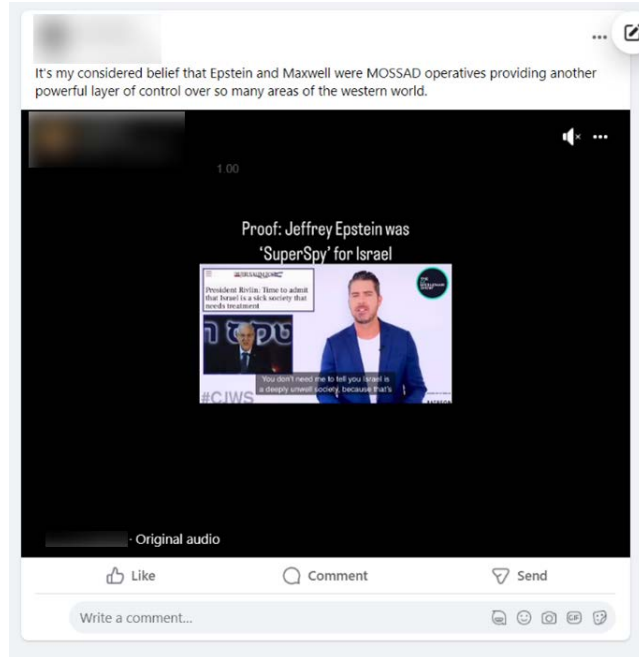 It's my considered belief that Epstein and Maxwell were MOSSAD operatives providing another
powerful layer of control over so many areas of the western world.
1.00
Proof: Jeffrey Epstein was
'SuperSpy' for Israel
President Rivlin: Time to admit
that Israel is a sick society that
needs treatment
You don't need me to tell you Israel is
a deeply unwell society, because that's
#CJWS
· Original audio
Like
Comment
Send
Write a comment...
GIF